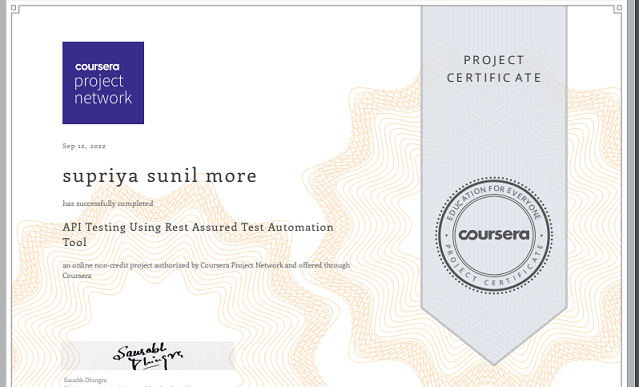 coursera
project
network
PROJECT
CERTIFICATE
Sep 12, 2022
supriya sunil more
has successfully completed
API Testing Using Rest Assured Test Automation
Tool
an online non-credit project authorized by Coursera Project Network and offered through
Coursera
EDUCATION FOR EVERYONE
coursera
PROJECT CERTIFICATE
Saurabh
Dhingra
Saurabh Dhingra